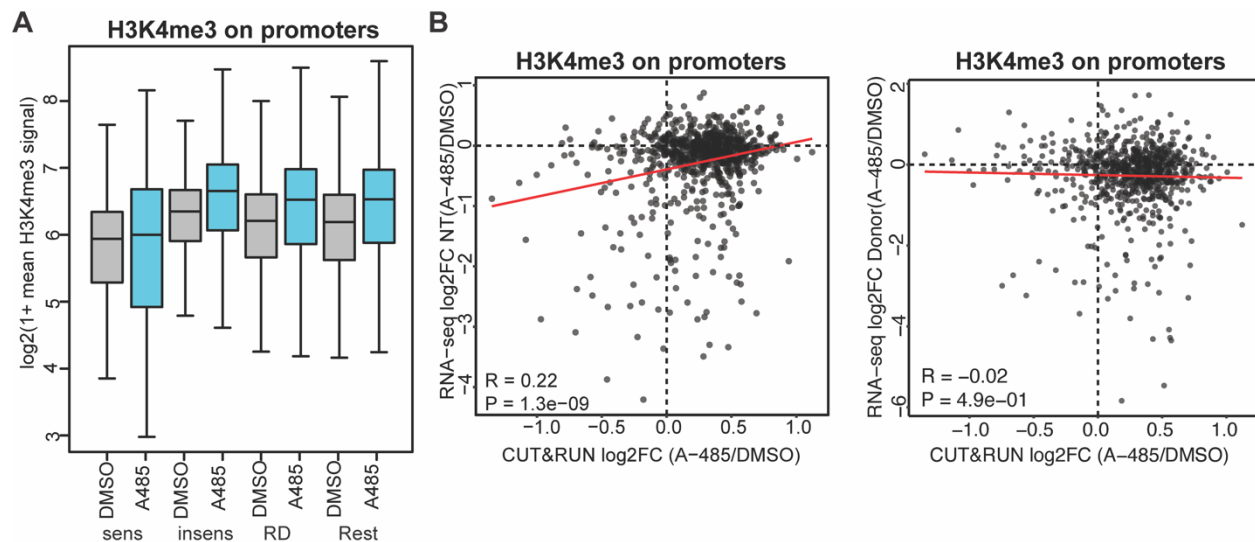 A
H3K4me3 on promoters
log2(1+ mean H3K4me3 signal)
8
7
6
5
4
3
DMSO
A485
DMSO
A485
DMSO
A485
DMSO
A485
sens
insens
RD
Rest
B
H3K4me3 on promoters
RNA-seq log2FC NT(A-485/DMSO)
1
0
−1
−2
−3
−4
R = 0.22
P = 1.3e−09
−1.0
−0.5
0.0
0.5
1.0
CUT&RUN log2FC (A−485/DMSO)
H3K4me3 on promoters
RNA-seq log2FC Donor(A-485/DMSO)
2
0
−2
−4
−6
R = −0.02
P = 4.9e−01
−1.0
−0.5
0.0
0.5
1.0
CUT&RUN log2FC (A−485/DMSO)